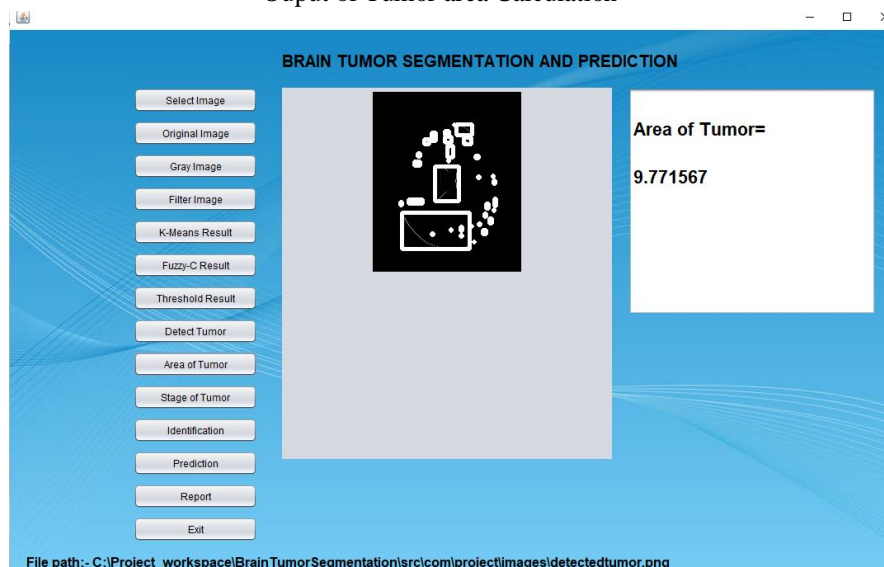 Ouput of Tumor area Calculation
BRAIN TUMOR SEGMENTATION AND PREDICTION
Select Image
Original Image
Gray Image
Filter Image
K-Means Result
Fuzzy-C Result
Threshold Result
Detect Tumor
Area of Tumor
Stage of Tumor
Identification
Prediction
Report
Exit
Area of Tumor=
9.771567
File path:- C:\Project_workspace\BrainTumorSegmentation\src\com\project\images\detectedtumor.png